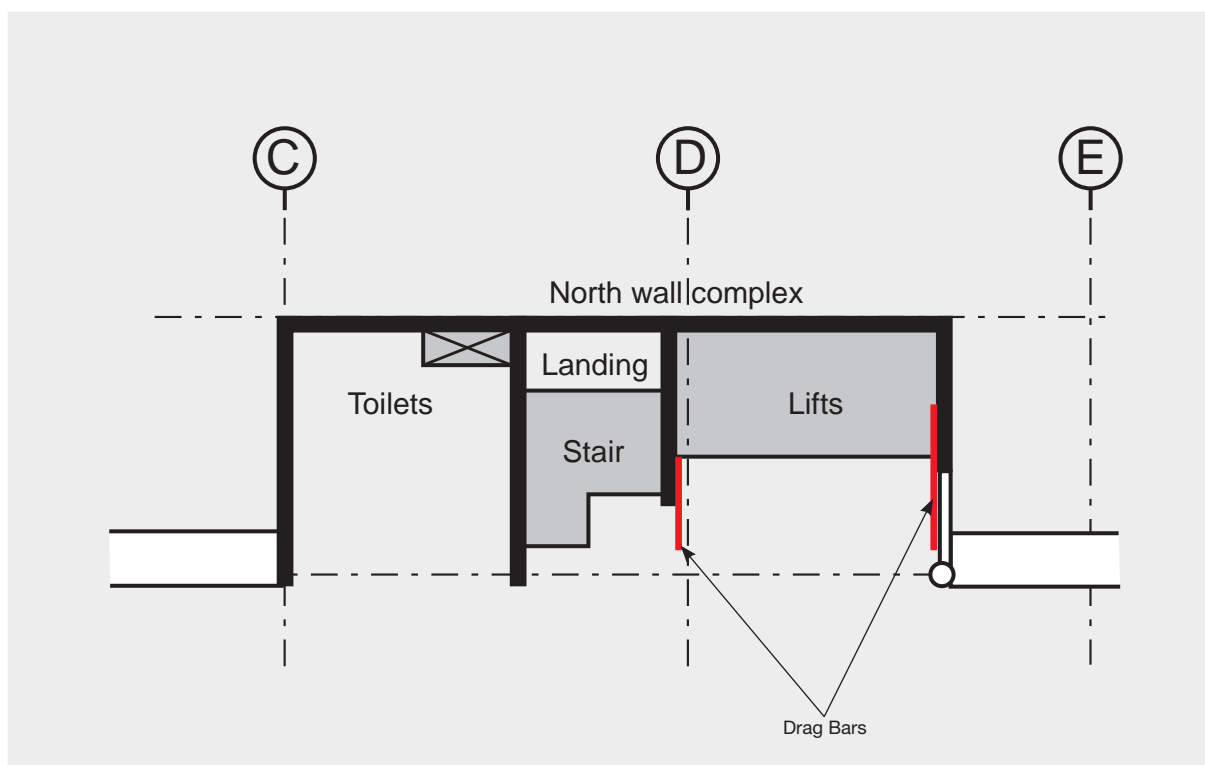 C
D
E
North wall complex
Landing
Toilets
Lifts
Stair
Drag Bars